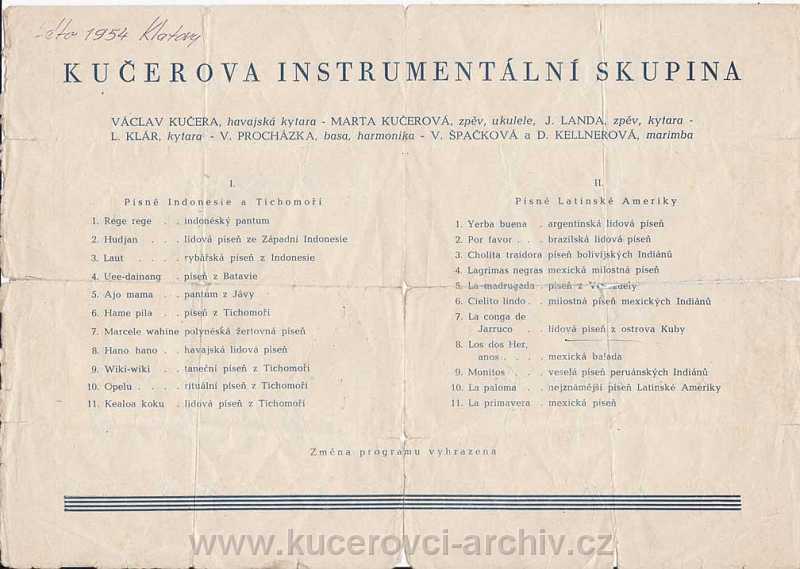 Léto 1954 Klatovy
KUČEROVA INSTRUMENTÁLNÍ SKUPINA
VÁCLAV KUČERA, havajská kytara - MARTA KUČEROVÁ, zpěv, ukulele, J. LANDA, zpěv, kytara -
L. KLÁR, kytara - V. PROCHÁZKA, basa, harmonika - V. ŠPAČKOVÁ a D. KELLNEROVÁ, marimba
I.
Písně Indonesie a Tichomoří
1. Rége rege . . indonéský pantum
2. Hudjan . . . lidová píseň ze Západní Indonesie
3. Laut . . . rybářská píseň z Indonesie
4. Uee-dainang . píseň z Batavie
5. Ajo mama . . pantum z Jávy
6. Hame pila . . píseň z Tichomoří
7. Marcele wahine polynéská žertovná píseň
8. Hano hano . . havajská lidová píseň
9. Wiki-wiki . . taneční píseň z Tichomoří
10. Opelu . . . . rituální píseň z Tichomoří
11. Kealoa koku . lidová píseň z Tichomoří
II.
Písně Latinské Ameriky
1. Yerba buena . argentinská lidová píseň
2. Por favor . . . brazilská lidová píseň
3. Cholita traidora píseň bolivijských Indiánů
4. Lagrimas negras mexická milostná píseň
5. La madrugada . píseň z Venezuely
6. Cielito lindo . . milostná píseň mexických Indiánů
7. La conga de
Jarruco . . lidová píseň z ostrova Kuby
8. Los dos Her,
anos . . . . mexická balada
9. Monitos . . . veselá píseň peruánských Indiánů
10. La paloma . . nejznámější píseň Latinské Ameriky
11. La primavera . mexická píseň
Změna programu vyhrazena
www.kucerovci-archiv.cz